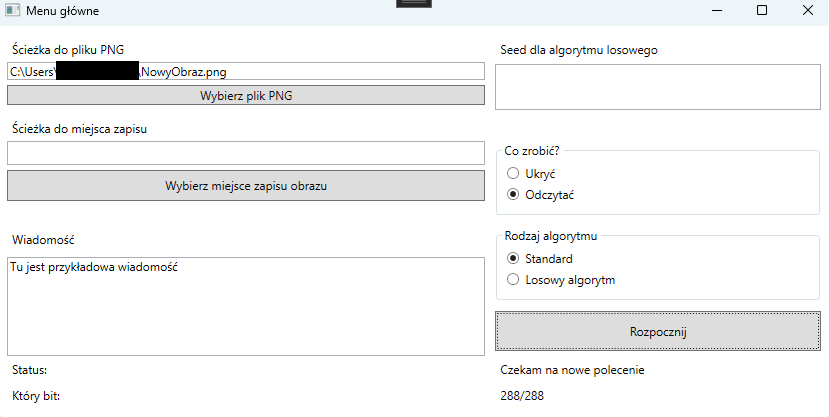 Menu główne
Ścieżka do pliku PNG
C:\Users\ \NowyObraz.png
Wybierz plik PNG
Ścieżka do miejsca zapisu
Wybierz miejsce zapisu obrazu
Wiadomość
Tu jest przykładowa wiadomość
Status:
Który bit:
Seed dla algorytmu losowego
Co zrobić?
Ukryć
Odczytać
Rodzaj algorytmu
Standard
Losowy algorytm
Rozpocznij
Czekam na nowe polecenie
288/288